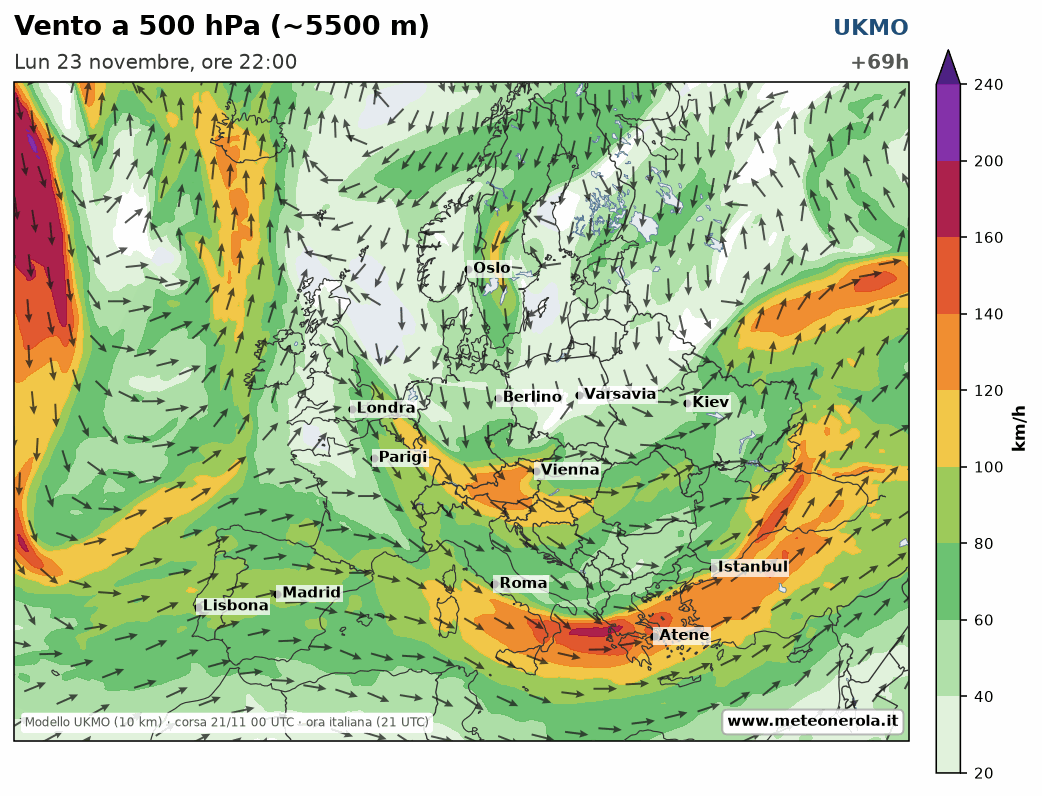 Vento a 500 hPa (~5500 m)
UKMO
Lun 23 novembre, ore 22:00
+69h
240
200
160
140
120
100
80
60
40
20
km/h
Oslo
Londra
Berlino
Varsavia
Kiev
Parigi
Vienna
Istanbul
Roma
Madrid
Lisbona
Atene
Modello UKMO (10 km) · corsa 21/11 00 UTC · ora italiana (21 UTC)
www.meteonerola.it